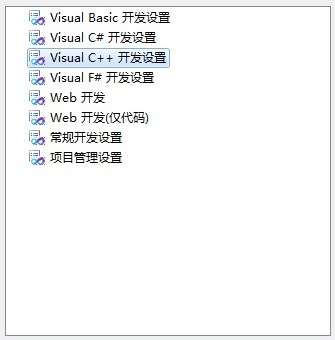 Visual Basic 开发设置
Visual C# 开发设置
Visual C++ 开发设置
Visual F# 开发设置
Web 开发
Web 开发(仅代码)
常规开发设置
项目管理设置